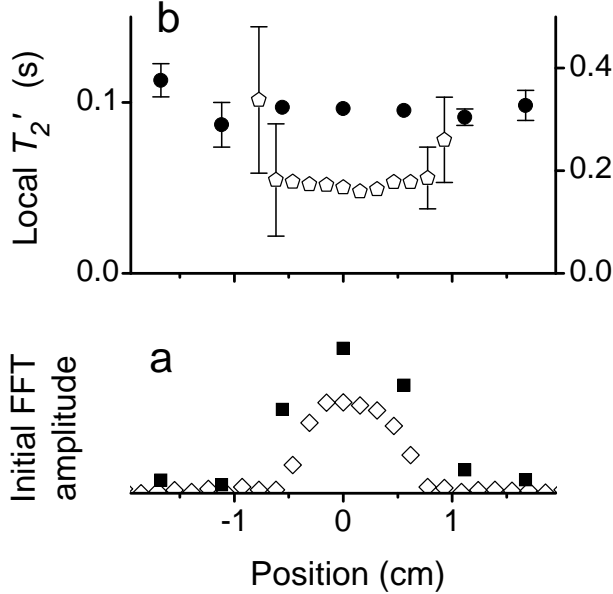 b
Local T2′ (s)
0.1
0.0
0.4
0.2
0.0
a
Initial FFT
amplitude
-1
0
1
Position (cm)